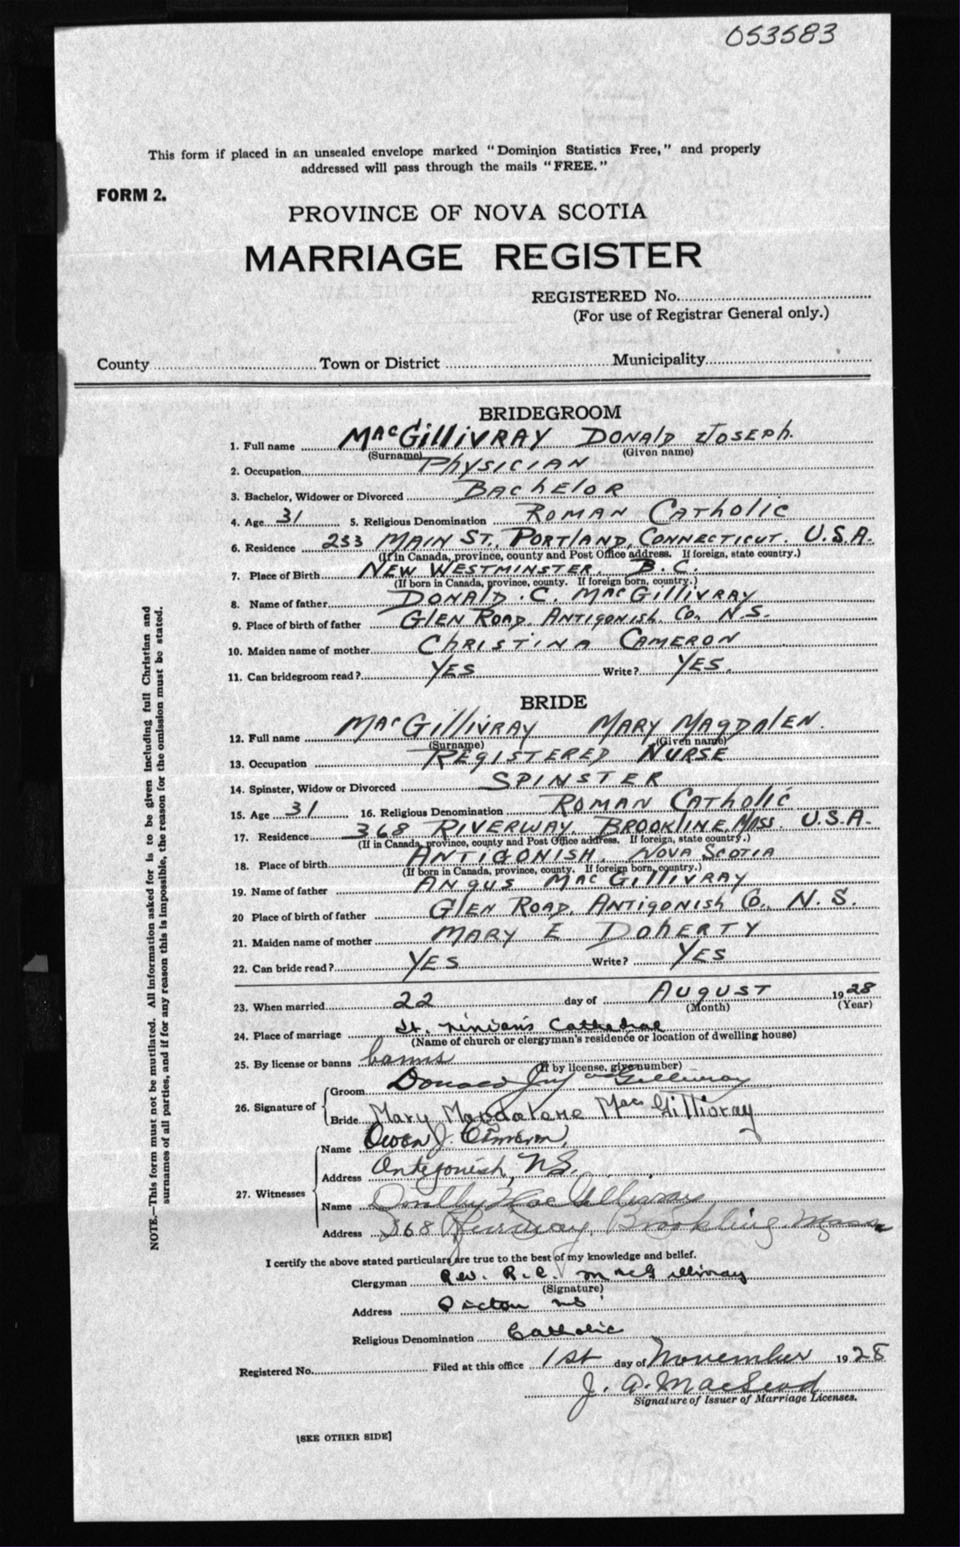 053583
This form if placed in an unsealed envelope marked "Dominion Statistics Free," and properly
addressed will pass through the mails "FREE."
FORM 2.
PROVINCE OF NOVA SCOTIA
MARRIAGE REGISTER
REGISTERED No.
(For use of Registrar General only.)
County Town or District Municipality
BRIDEGROOM
1. Full name MacGillivray Donald Joseph.
(Surname) (Given name)
2. Occupation Physician
3. Bachelor, Widower or Divorced Bachelor
4. Age 31 5. Religious Denomination Roman Catholic
6. Residence 233 Main St., Portland, Connecticut. U.S.A.
(If in Canada, province, county and Post Office address. If foreign, state country.)
7. Place of Birth New Westminster B.C.
(If born in Canada, province, county. If foreign born, country.)
8. Name of father Donald. C. MacGillivray
9. Place of birth of father Glen Road, Antigonish Co., N.S.
10. Maiden name of mother Christina Cameron
11. Can bridegroom read? Yes Write? Yes.
BRIDE
12. Full name MacGillivray Mary Magdalen.
(Surname) (Given name)
13. Occupation Registered Nurse
14. Spinster, Widow or Divorced Spinster
15. Age 31 16. Religious Denomination Roman Catholic
17. Residence 368 Riverway, Brookline, Mass. U.S.A.
(If in Canada, province, county and Post Office address. If foreign, state country.)
18. Place of birth Antigonish, Nova Scotia
(If born in Canada, province, county. If foreign born, country.)
19. Name of father Angus MacGillivray
20 Place of birth of father Glen Road, Antigonish Co., N.S.
21. Maiden name of mother Mary E Doherty
22. Can bride read? Yes Write? Yes
23. When married 22 day of August 1928
(Month) (Year)
24. Place of marriage St. Ninian's Cathedral
(Name of church or clergyman's residence or location of dwelling house)
25. By license or banns banns
(If by license, give number)
26. Signature of
Groom Donald J MacGillivray
Bride Mary Magdalene MacGillivray
27. Witnesses
Name Owen J. Cameron
Address Antigonish, N.S.
Name MacGillivray
Address 368 Riverway, Brookline, Mass
I certify the above stated particulars are true to the best of my knowledge and belief.
Clergyman Rev. R.C. MacGillivray
(Signature)
Address Pictou NS
Religious Denomination Catholic
Registered No. Filed at this office 1st day of November 1928
J. A. MacLeod
Signature of Issuer of Marriage Licenses.
[SEE OTHER SIDE]
NOTE.—This form must not be mutilated. All information asked for is to be given including full Christian and
surnames of all parties, and if for any reason this is impossible, the reason for the omission must be stated.